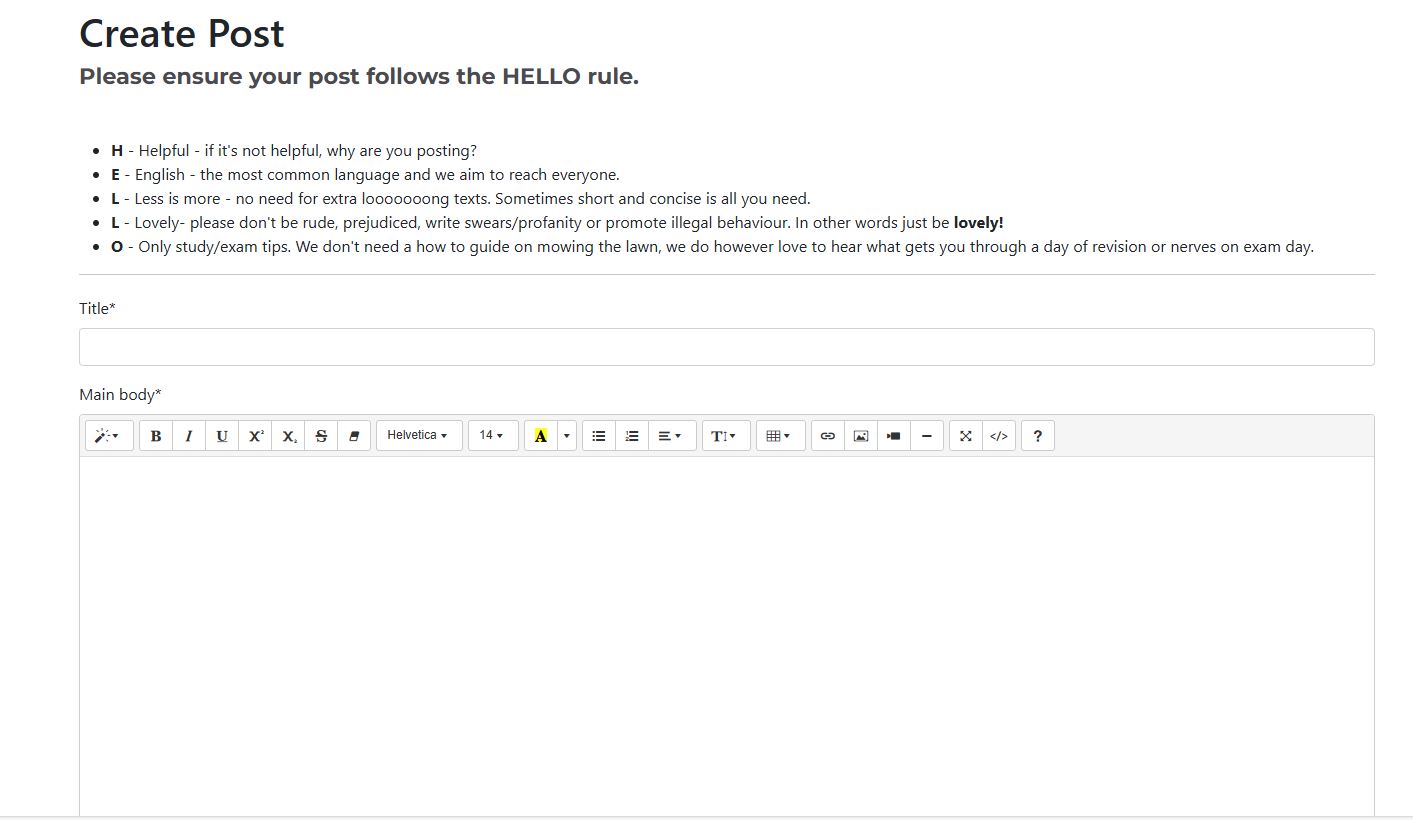 Create Post
Please ensure your post follows the HELLO rule.
H - Helpful - if it's not helpful, why are you posting?
E - English - the most common language and we aim to reach everyone.
L - Less is more - no need for extra looooooong texts. Sometimes short and concise is all you need.
L - Lovely- please don't be rude, prejudiced, write swears/profanity or promote illegal behaviour. In other words just be lovely!
O - Only study/exam tips. We don't need a how to guide on mowing the lawn, we do however love to hear what gets you through a day of revision or nerves on exam day.
Title*
Main body*
B I U X² X₂ S Helvetica 14 A T </> ?